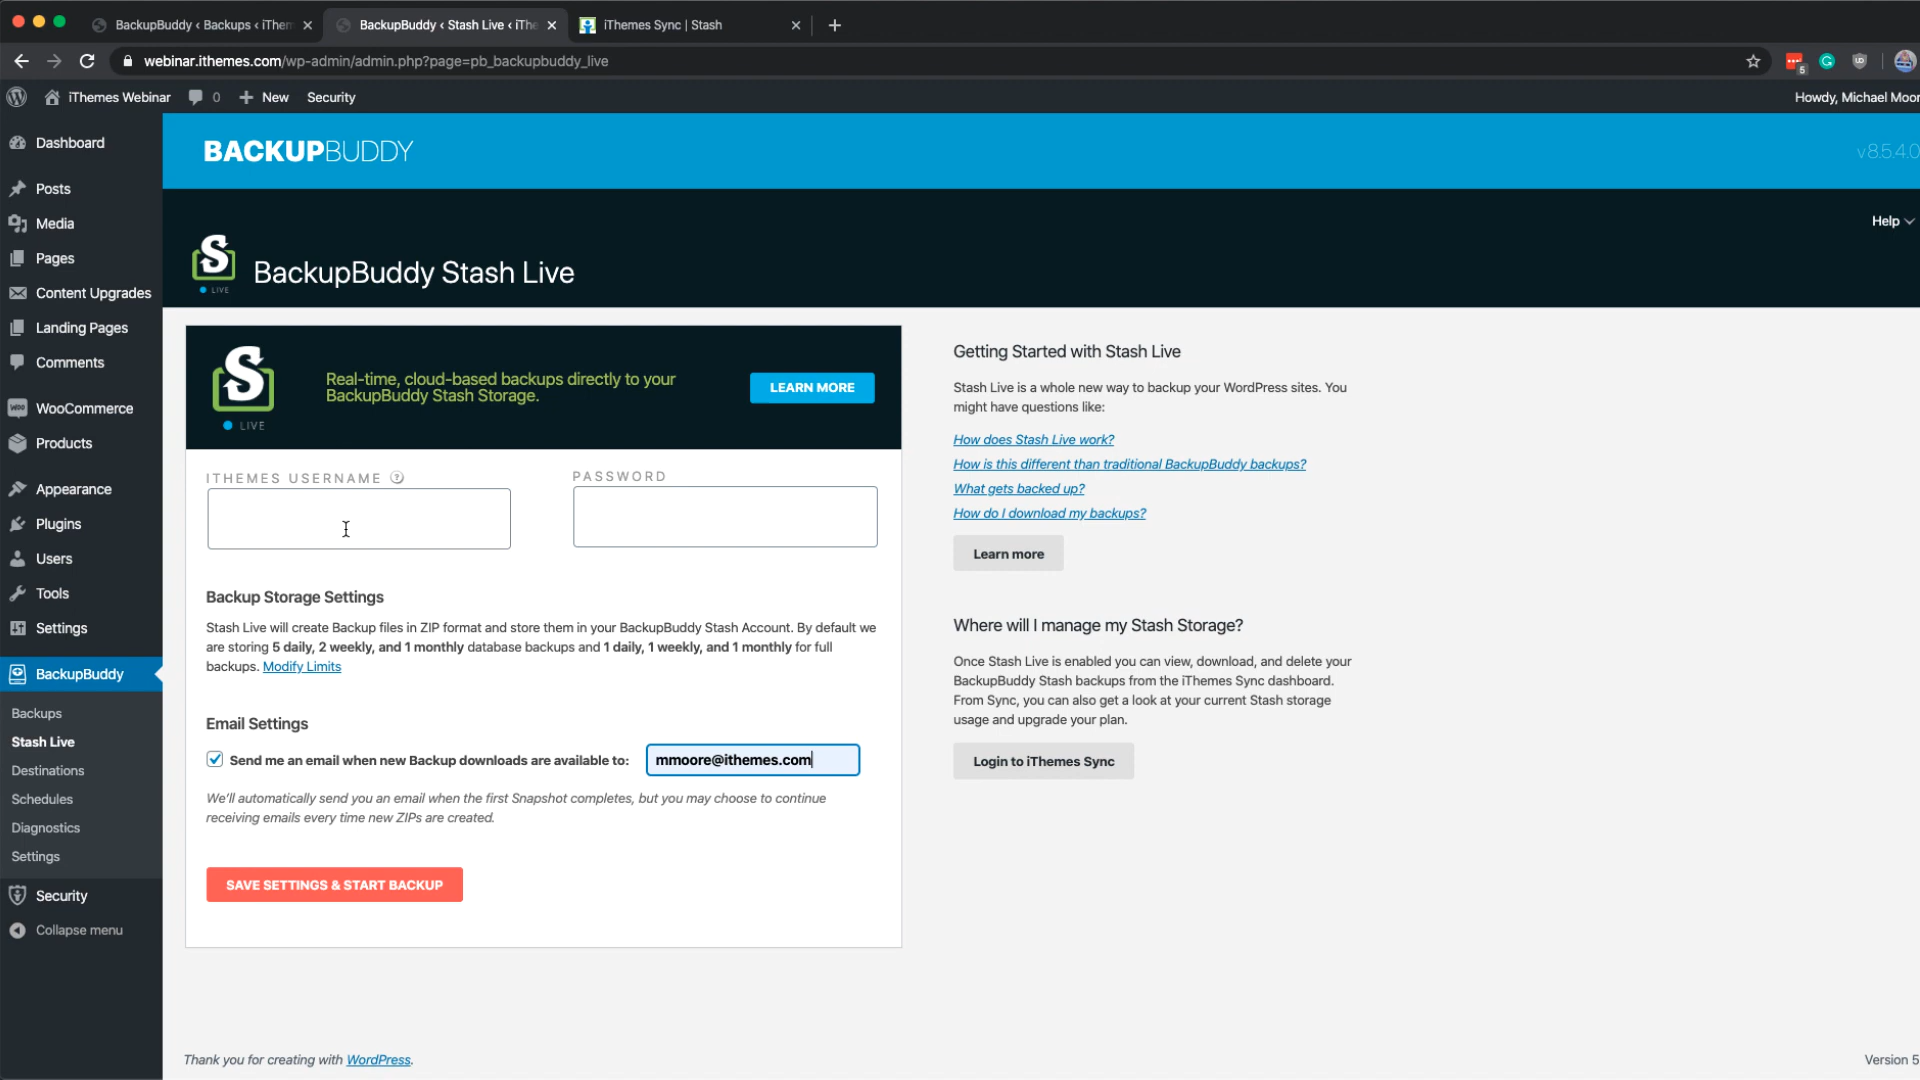 BackupBuddy ‹ Backups ‹ iThem
BackupBuddy ‹ Stash Live ‹ iThe
iThemes Sync | Stash
webinar.ithemes.com/wp-admin/admin.php?page=pb_backupbuddy_live
5
iThemes Webinar
0
New
Security
Howdy, Michael Moor
Dashboard
Posts
Media
Pages
Content Upgrades
Landing Pages
Comments
WooCommerce
Products
Appearance
Plugins
Users
Tools
Settings
BackupBuddy
Backups
Stash Live
Destinations
Schedules
Diagnostics
Settings
Security
Collapse menu
BACKUPBUDDY
v8.5.4.0
Help
S
LIVE
BackupBuddy Stash Live
S
LIVE
Real-time, cloud-based backups directly to your
BackupBuddy Stash Storage.
LEARN MORE
ITHEMES USERNAME ?
PASSWORD
Backup Storage Settings
Stash Live will create Backup files in ZIP format and store them in your BackupBuddy Stash Account. By default we
are storing 5 daily, 2 weekly, and 1 monthly database backups and 1 daily, 1 weekly, and 1 monthly for full
backups. Modify Limits
Email Settings
Send me an email when new Backup downloads are available to:
mmoore@ithemes.com
We'll automatically send you an email when the first Snapshot completes, but you may choose to continue
receiving emails every time new ZIPs are created.
SAVE SETTINGS & START BACKUP
Getting Started with Stash Live
Stash Live is a whole new way to backup your WordPress sites. You
might have questions like:
How does Stash Live work?
How is this different than traditional BackupBuddy backups?
What gets backed up?
How do I download my backups?
Learn more
Where will I manage my Stash Storage?
Once Stash Live is enabled you can view, download, and delete your
BackupBuddy Stash backups from the iThemes Sync dashboard.
From Sync, you can also get a look at your current Stash storage
usage and upgrade your plan.
Login to iThemes Sync
Thank you for creating with WordPress.
Version 5